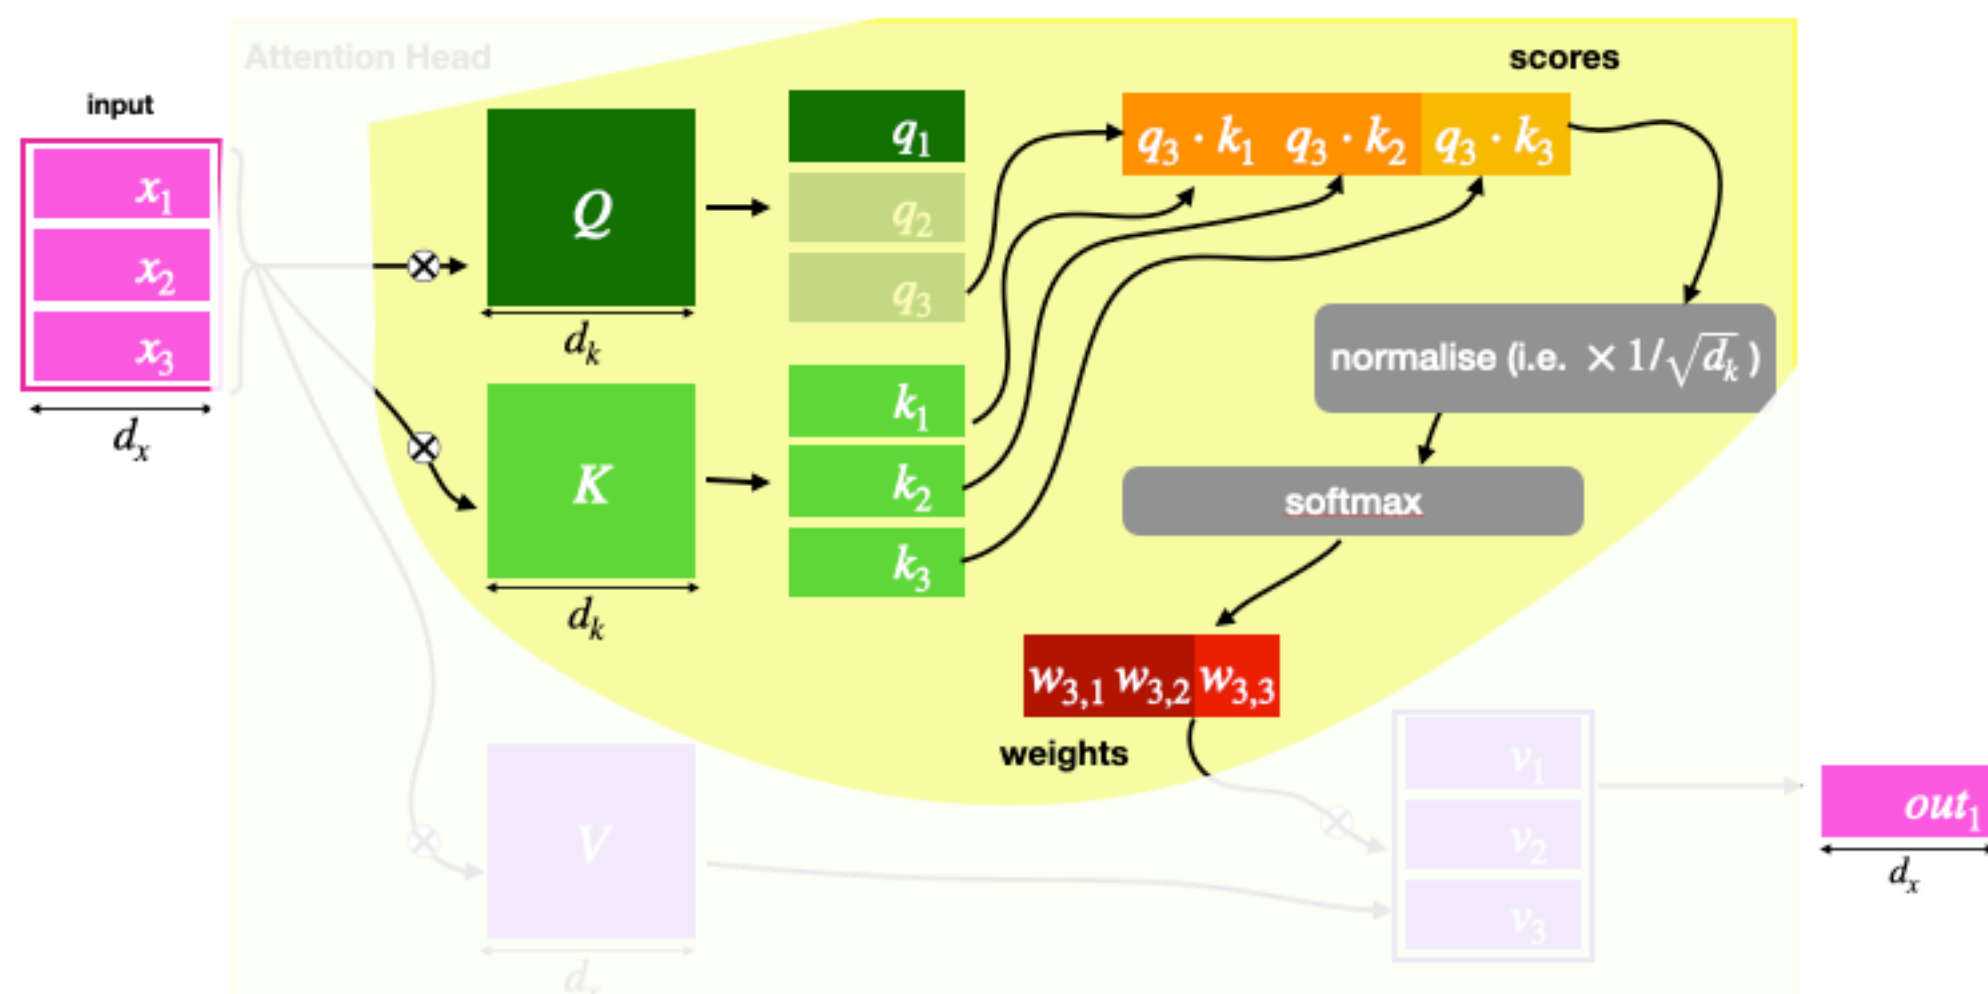 Attention Head
scores
input
x₁
x₂
x₃
dₓ
Q
dₖ
q₁
q₂
q₃
q₃ · k₁ q₃ · k₂ q₃ · k₃
normalise (i.e. × 1/√dₖ )
K
dₖ
k₁
k₂
k₃
softmax
w₃,₁ w₃,₂ w₃,₃
weights
V
dₓ
v₁
v₂
v₃
out₁
dₓ